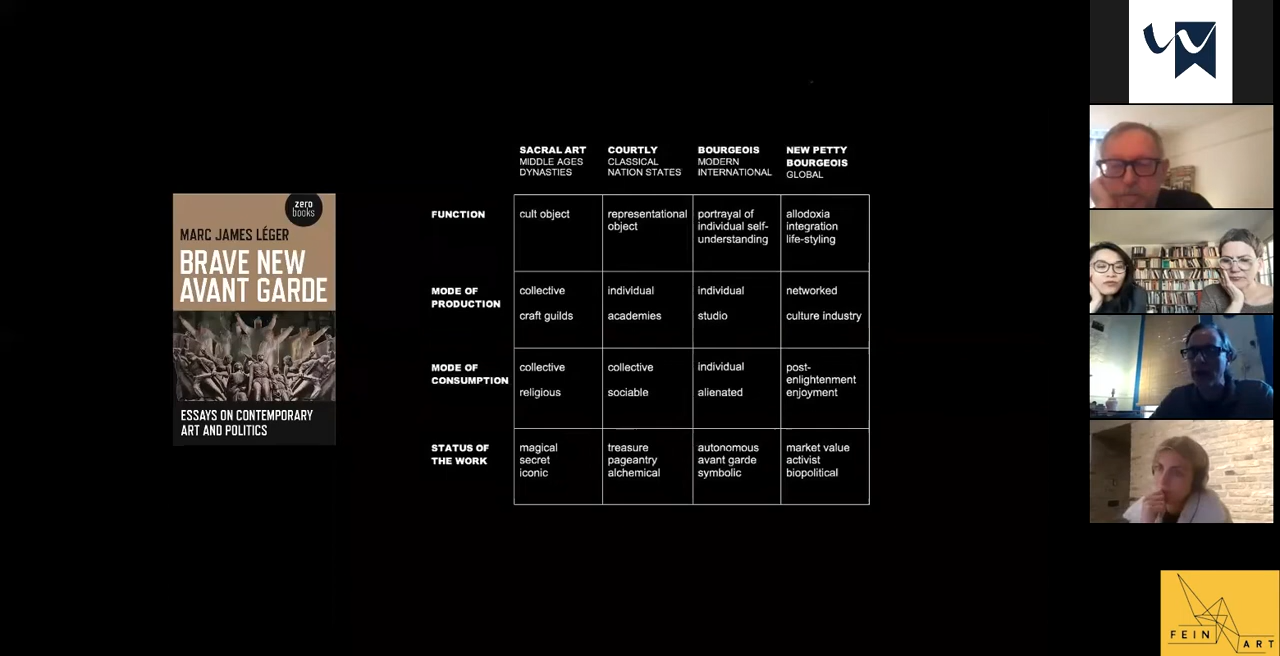 zero
books
MARC JAMES LÉGER
BRAVE NEW
AVANT GARDE
ESSAYS ON CONTEMPORARY
ART AND POLITICS
SACRAL ART
MIDDLE AGES
DYNASTIES
COURTLY
CLASSICAL
NATION STATES
BOURGEOIS
MODERN
INTERNATIONAL
NEW PETTY
BOURGEOIS
GLOBAL
FUNCTION
cult object
representational
object
portrayal of
individual self-
understanding
allodoxia
integration
life-styling
MODE OF
PRODUCTION
collective
craft guilds
individual
academies
individual
studio
networked
culture industry
MODE OF
CONSUMPTION
collective
religious
collective
sociable
individual
alienated
post-
enlightenment
enjoyment
STATUS OF
THE WORK
magical
secret
iconic
treasure
pageantry
alchemical
autonomous
avant garde
symbolic
market value
activist
biopolitical
FEIN
ART